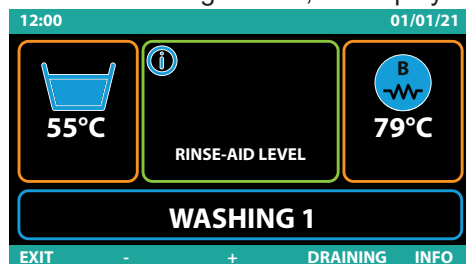 12:00 01/01/21
B
55°C
79°C
RINSE-AID LEVEL
WASHING 1
EXIT - + DRAINING INFO